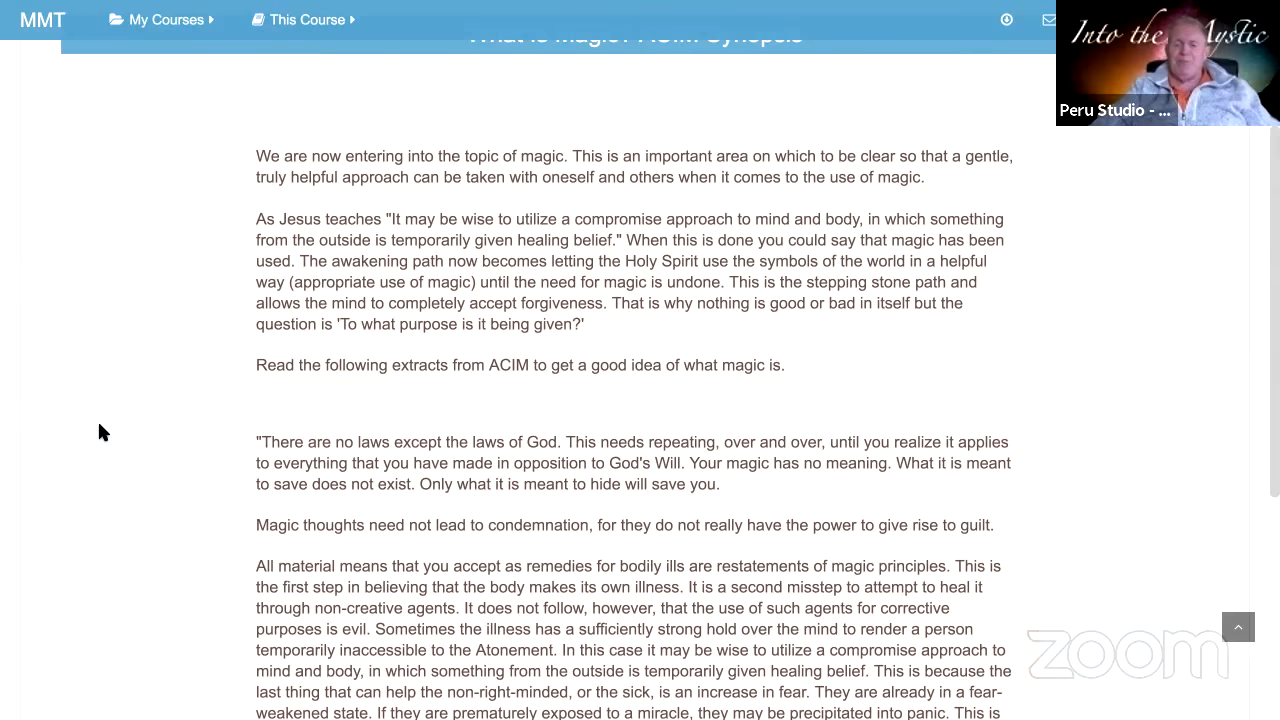 MMT My Courses This Course
What is Magic? ACIM Synopsis
Into the Mystic
Peru Studio - ...
We are now entering into the topic of magic. This is an important area on which to be clear so that a gentle,
truly helpful approach can be taken with oneself and others when it comes to the use of magic.
As Jesus teaches "It may be wise to utilize a compromise approach to mind and body, in which something
from the outside is temporarily given healing belief." When this is done you could say that magic has been
used. The awakening path now becomes letting the Holy Spirit use the symbols of the world in a helpful
way (appropriate use of magic) until the need for magic is undone. This is the stepping stone path and
allows the mind to completely accept forgiveness. That is why nothing is good or bad in itself but the
question is 'To what purpose is it being given?'
Read the following extracts from ACIM to get a good idea of what magic is.
"There are no laws except the laws of God. This needs repeating, over and over, until you realize it applies
to everything that you have made in opposition to God's Will. Your magic has no meaning. What it is meant
to save does not exist. Only what it is meant to hide will save you.
Magic thoughts need not lead to condemnation, for they do not really have the power to give rise to guilt.
All material means that you accept as remedies for bodily ills are restatements of magic principles. This is
the first step in believing that the body makes its own illness. It is a second misstep to attempt to heal it
through non-creative agents. It does not follow, however, that the use of such agents for corrective
purposes is evil. Sometimes the illness has a sufficiently strong hold over the mind to render a person
temporarily inaccessible to the Atonement. In this case it may be wise to utilize a compromise approach to
mind and body, in which something from the outside is temporarily given healing belief. This is because the
last thing that can help the non-right-minded, or the sick, is an increase in fear. They are already in a fear-
weakened state. If they are prematurely exposed to a miracle, they may be precipitated into panic. This is
zoom